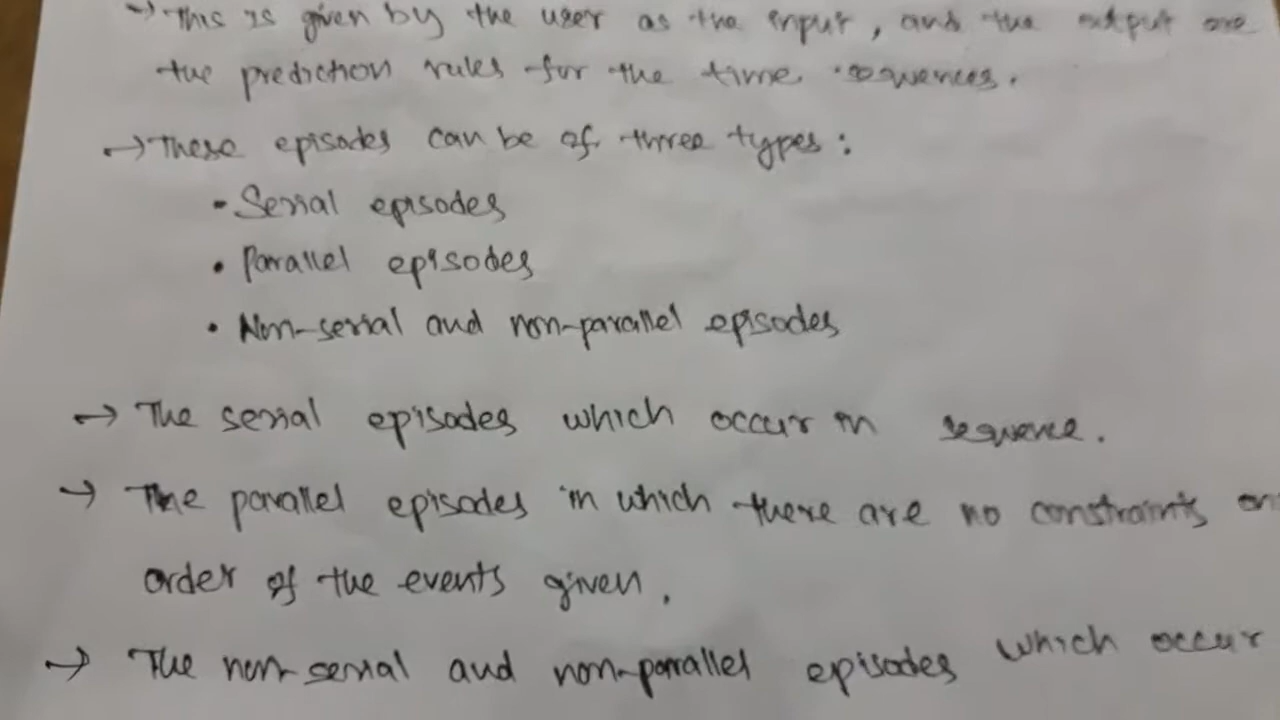 → This is given by the user as the input, and the output are
the prediction rules for the time sequences.
→ These episodes can be of three types:
• Serial episodes
• Parallel episodes
• Non-serial and non-parallel episodes
→ The serial episodes which occur in sequence.
→ The parallel episodes in which there are no constraints on
order of the events given.
→ The non-serial and non-parallel episodes which occur